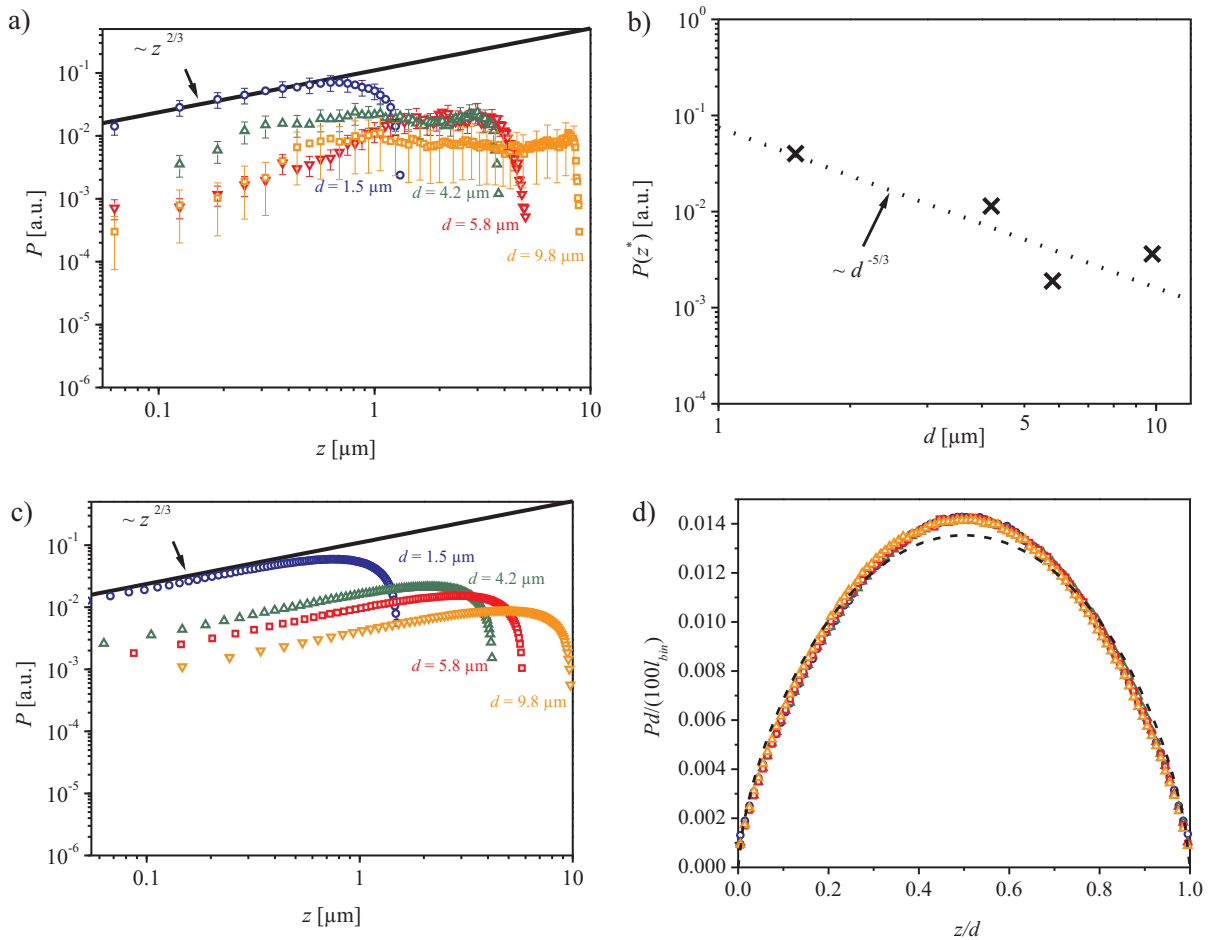 a)
~ z^2/3
P [a.u.]
10^-1
10^-2
10^-3
10^-4
10^-5
10^-6
d = 1.5 µm
d = 4.2 µm
d = 5.8 µm
d = 9.8 µm
0.1
1
10
z [µm]
b)
P(z*) [a.u.]
10^0
10^-1
10^-2
10^-3
10^-4
~ d^-5/3
1
5
10
d [µm]
c)
~ z^2/3
P [a.u.]
10^-1
10^-2
10^-3
10^-4
10^-5
10^-6
d = 1.5 µm
d = 4.2 µm
d = 5.8 µm
d = 9.8 µm
0.1
1
10
z [µm]
d)
Pd/(100l_bin)
0.014
0.012
0.010
0.008
0.006
0.004
0.002
0.000
0.0
0.2
0.4
0.6
0.8
1.0
z/d